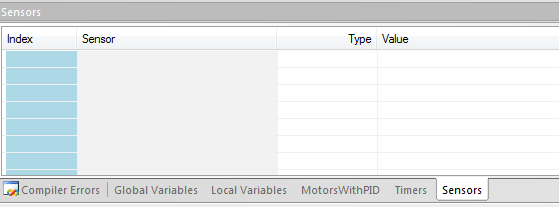 Sensors
Index Sensor Type Value
Compiler Errors Global Variables Local Variables MotorsWithPID Timers Sensors